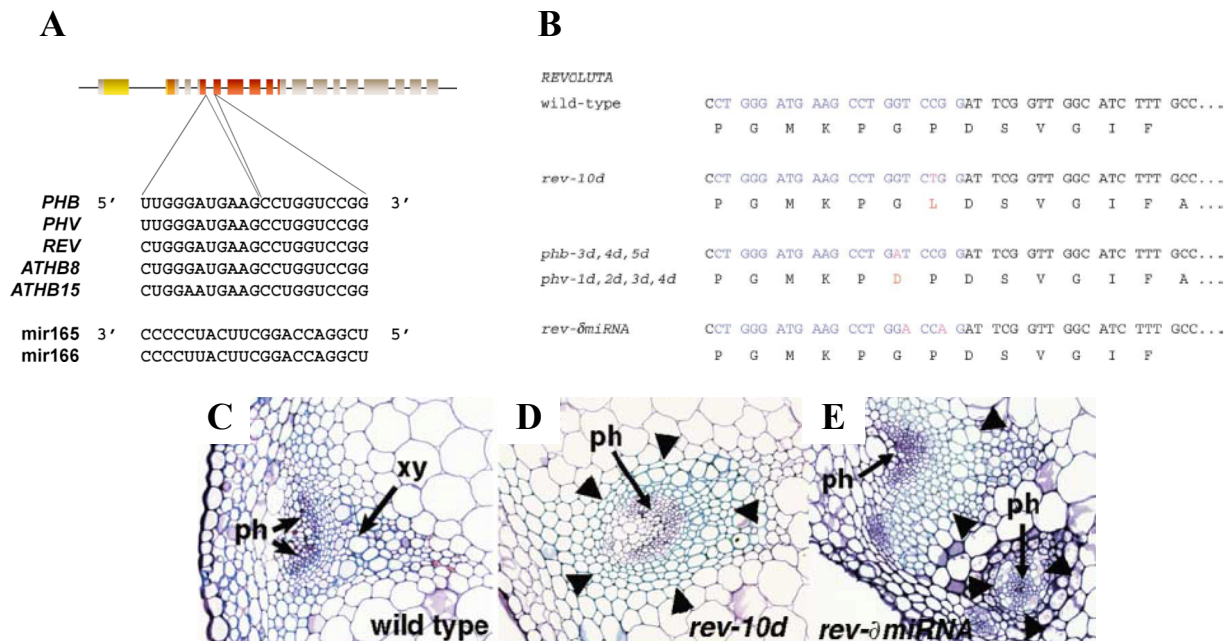 A
B
PHB 5' UUGGGAUGAAGCCUGGUCCGG 3'
PHV UUGGGAUGAAGCCUGGUCCGG
REV CUGGGAUGAAGCCUGGUCCGG
ATHB8 CUGGGAUGAAGCCUGGUCCGG
ATHB15 CUGGAAUGAAGCCUGGUCCGG
mir165 3' CCCCCUACUUCGGACCAGGCU 5'
mir166 CCCCUUACUUCGGACCAGGCU
REVOLUTA
wild-type CCT GGG ATG AAG CCT GGT CCG GAT TCG GTT GGC ATC TTT GCC....
P G M K P G P D S V G I F
rev-10d CCT GGG ATG AAG CCT GGT CTG GAT TCG GTT GGC ATC TTT GCC....
P G M K P G L D S V G I F A ....
phb-3d,4d,5d CCT GGG ATG AAG CCT GAT CCG GAT TCG GTT GGC ATC TTT GCC....
phv-1d,2d,3d,4d P G M K P D P D S V G I F A ....
rev-δmiRNA CCT GGG ATG AAG CCT GGA CCA GAT TCG GTT GGC ATC TTT GCC....
P G M K P G P D S V G I F
C
ph
xy
wild type
D
ph
rev-10d
E
ph
ph
rev-∂miRNA